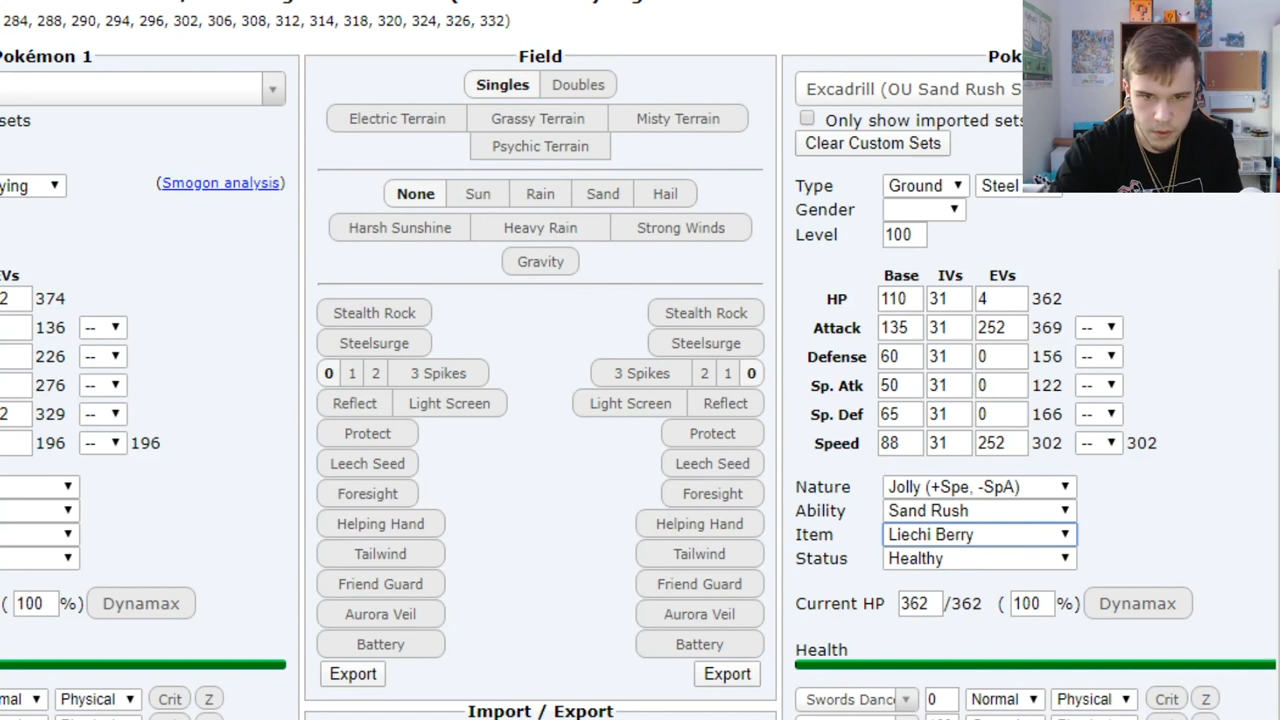 284, 288, 290, 294, 296, 302, 306, 308, 312, 314, 318, 320, 324, 326, 332)
Pokémon 1
Field
Pok
Singles Doubles
Excadrill (OU Sand Rush S
sets
Electric Terrain Grassy Terrain Misty Terrain
Only show imported sets
Psychic Terrain
Clear Custom Sets
ying
(Smogon analysis)
None Sun Rain Sand Hail
Type Ground Steel
Gender
Harsh Sunshine Heavy Rain Strong Winds
Level 100
Gravity
EVs
Base IVs EVs
2 374
HP 110 31 4 362
136 --
Attack 135 31 252 369 --
226 --
Defense 60 31 0 156 --
276 --
Sp. Atk 50 31 0 122 --
2 329 --
Sp. Def 65 31 0 166 --
196 -- 196
Speed 88 31 252 302 -- 302
Stealth Rock Stealth Rock
Steelsurge Steelsurge
0 1 2 3 Spikes 3 Spikes 2 1 0
Reflect Light Screen Light Screen Reflect
Protect Protect
Leech Seed Leech Seed
Foresight Foresight
Helping Hand Helping Hand
Tailwind Tailwind
Friend Guard Friend Guard
Aurora Veil Aurora Veil
Battery Battery
Export Export
Import / Export
Nature Jolly (+Spe, -SpA)
Ability Sand Rush
Item Liechi Berry
Status Healthy
( 100 %) Dynamax
Current HP 362 /362 ( 100 %) Dynamax
Health
mal Physical Crit Z
Swords Danc 0 Normal Physical Crit Z